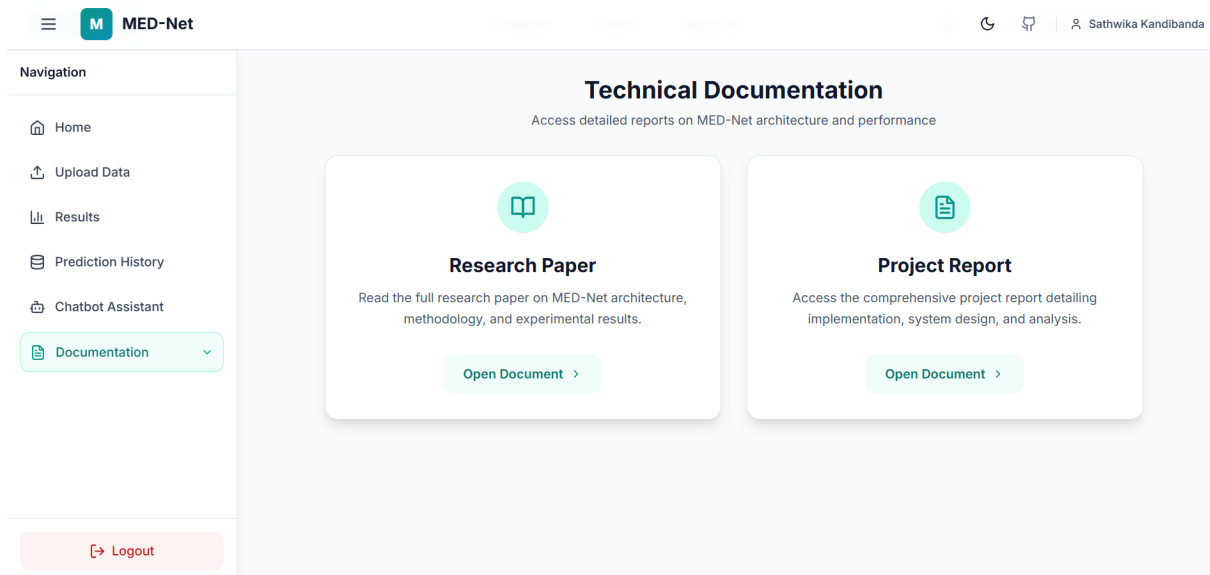 M MED-Net
Sathwika Kandibanda
Navigation
Home
Upload Data
Results
Prediction History
Chatbot Assistant
Documentation
Logout
Technical Documentation
Access detailed reports on MED-Net architecture and performance
Research Paper
Read the full research paper on MED-Net architecture,
methodology, and experimental results.
Open Document
Project Report
Access the comprehensive project report detailing
implementation, system design, and analysis.
Open Document